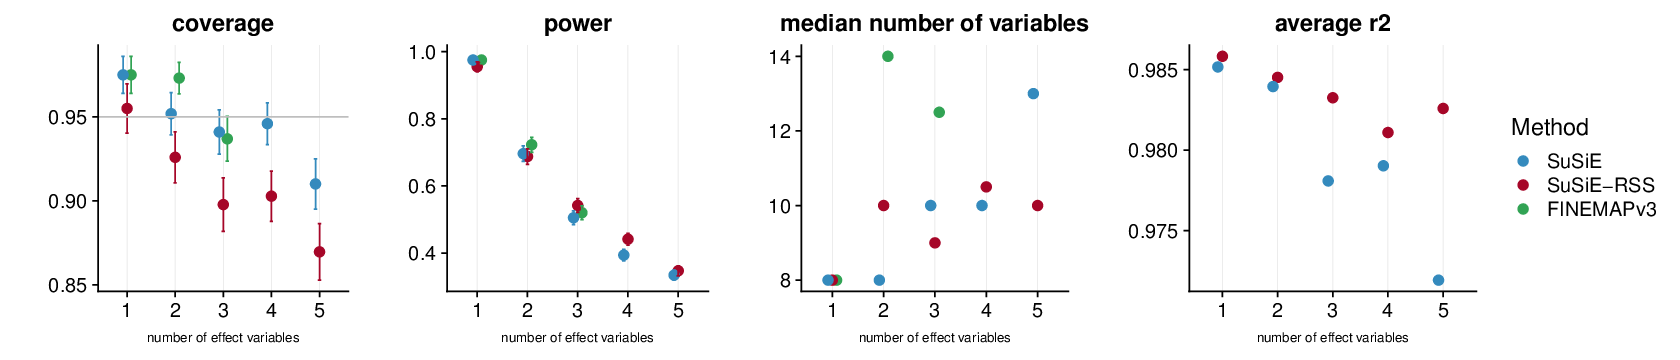 coverage
0.95
0.90
0.85
1 2 3 4 5
number of effect variables
power
1.0
0.8
0.6
0.4
1 2 3 4 5
number of effect variables
median number of variables
14
12
10
8
1 2 3 4 5
number of effect variables
average r2
0.985
0.980
0.975
1 2 3 4 5
number of effect variables
Method
SuSiE
SuSiE−RSS
FINEMAPv3